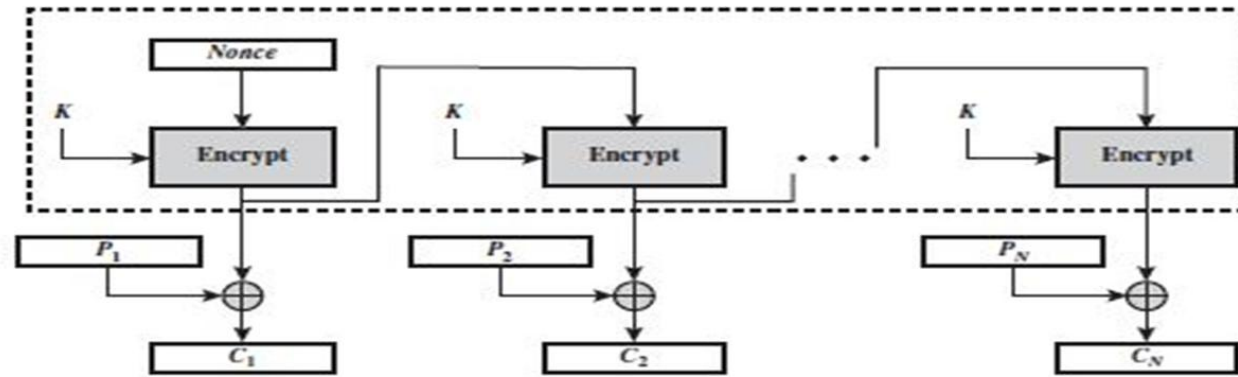 Nonce
K K K
Encrypt Encrypt Encrypt
P1 P2 PN
C1 C2 CN